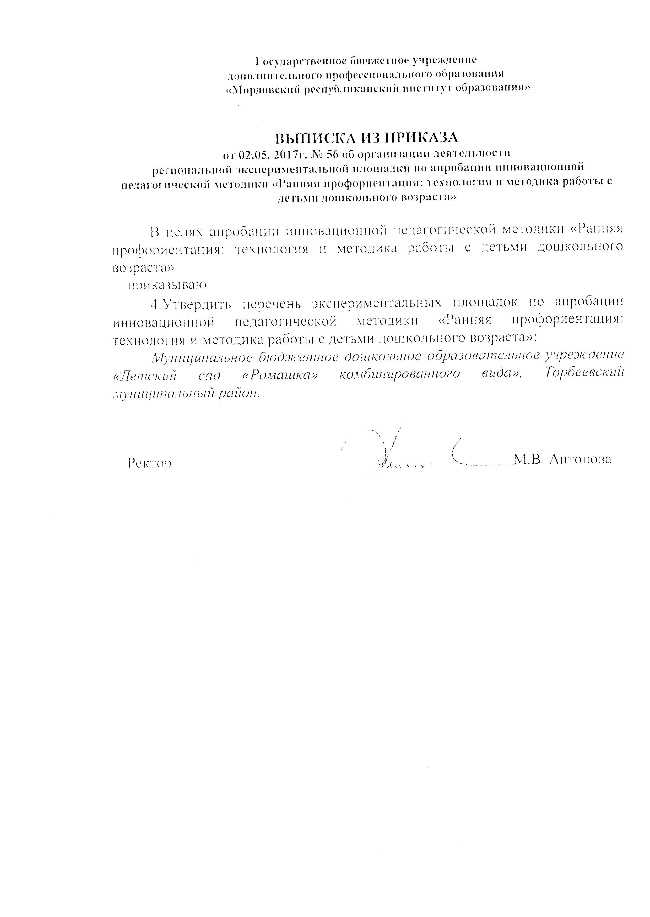 Государственное бюджетное учреждение
дополнительного профессионального образования
«Мордовский республиканский институт образования»
ВЫПИСКА ИЗ ПРИКАЗА
от 02.05. 2017г. № 56 об организации деятельности
региональной экспериментальной площадки по апробации инновационной
педагогической методики «Ранняя профориентация: технология и методика работы с
детьми дошкольного возраста»
В целях апробации инновационной педагогической методики «Ранняя
профориентация: технология и методика работы с детьми дошкольного
возраста»
приказываю
4.Утвердить перечень экспериментальных площадок по апробации
инновационной педагогической методики «Ранняя профориентация:
технология и методика работы с детьми дошкольного возраста»:
Муниципальное бюджетное дошкольное образовательное учреждение
«Детский сад «Ромашка» комбинированного вида», Торбеевский
муниципальный район.
Ректор М.В. Антонова